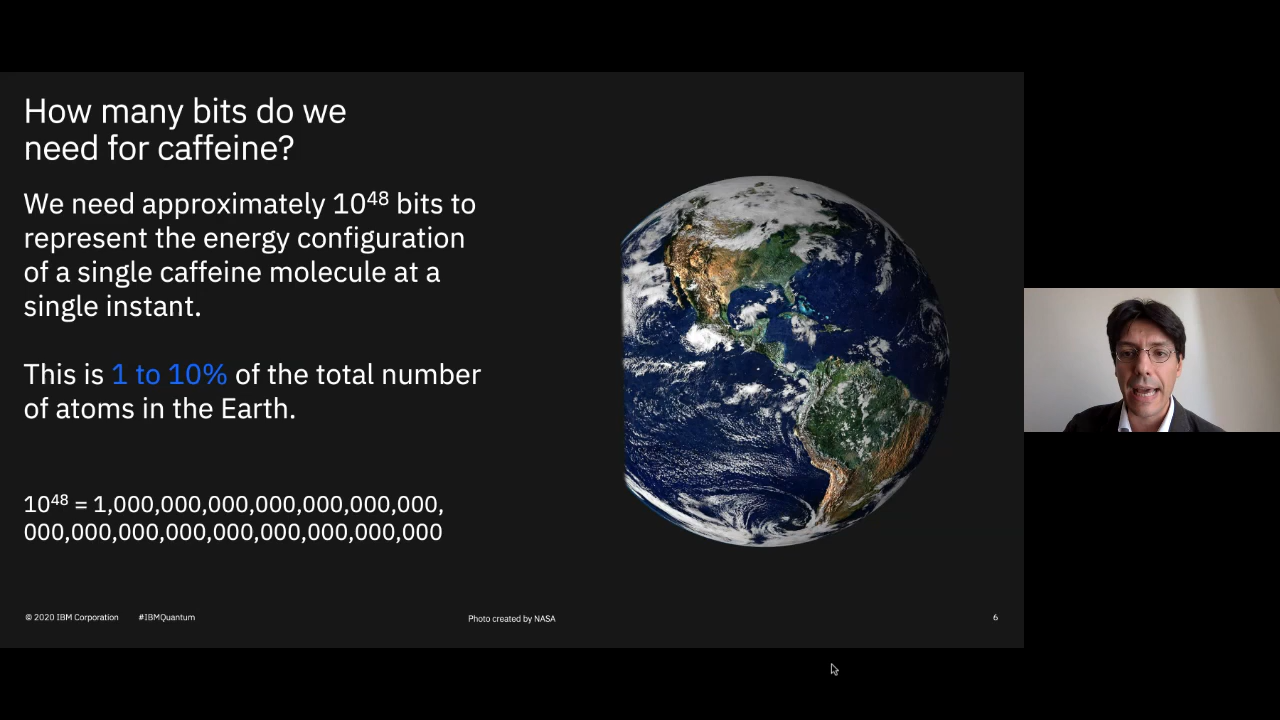 How many bits do we
need for caffeine?
We need approximately 10⁴⁸ bits to
represent the energy configuration
of a single caffeine molecule at a
single instant.
This is 1 to 10% of the total number
of atoms in the Earth.
10⁴⁸ = 1,000,000,000,000,000,000,000,
000,000,000,000,000,000,000,000,000
© 2020 IBM Corporation #IBMQuantum
Photo created by NASA
6